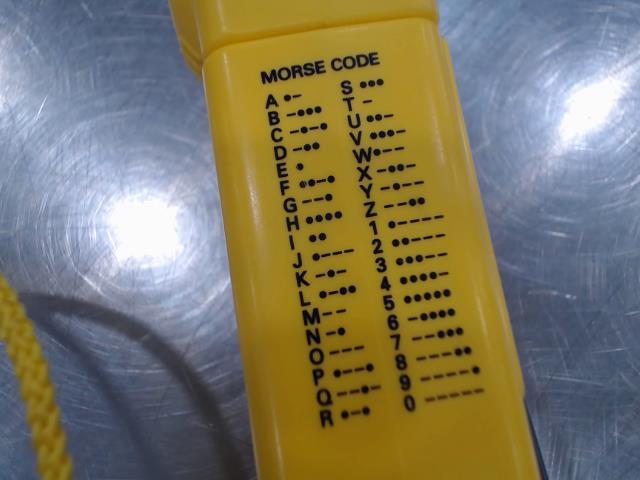 MORSE CODE
A •–
B –•••
C –•–•
D –••
E •
F ••–•
G ––•
H ••••
I ••
J •–––
K –•–
L •–••
M ––
N –•
O –––
P •––•
Q ––•–
R •–•
S •••
T –
U ••–
V •••–
W •––
X –••–
Y –•––
Z ––••
1 •––––
2 ••–––
3 •••––
4 ••••–
5 •••••
6 –••••
7 ––•••
8 –––••
9 ––––•
0 –––––